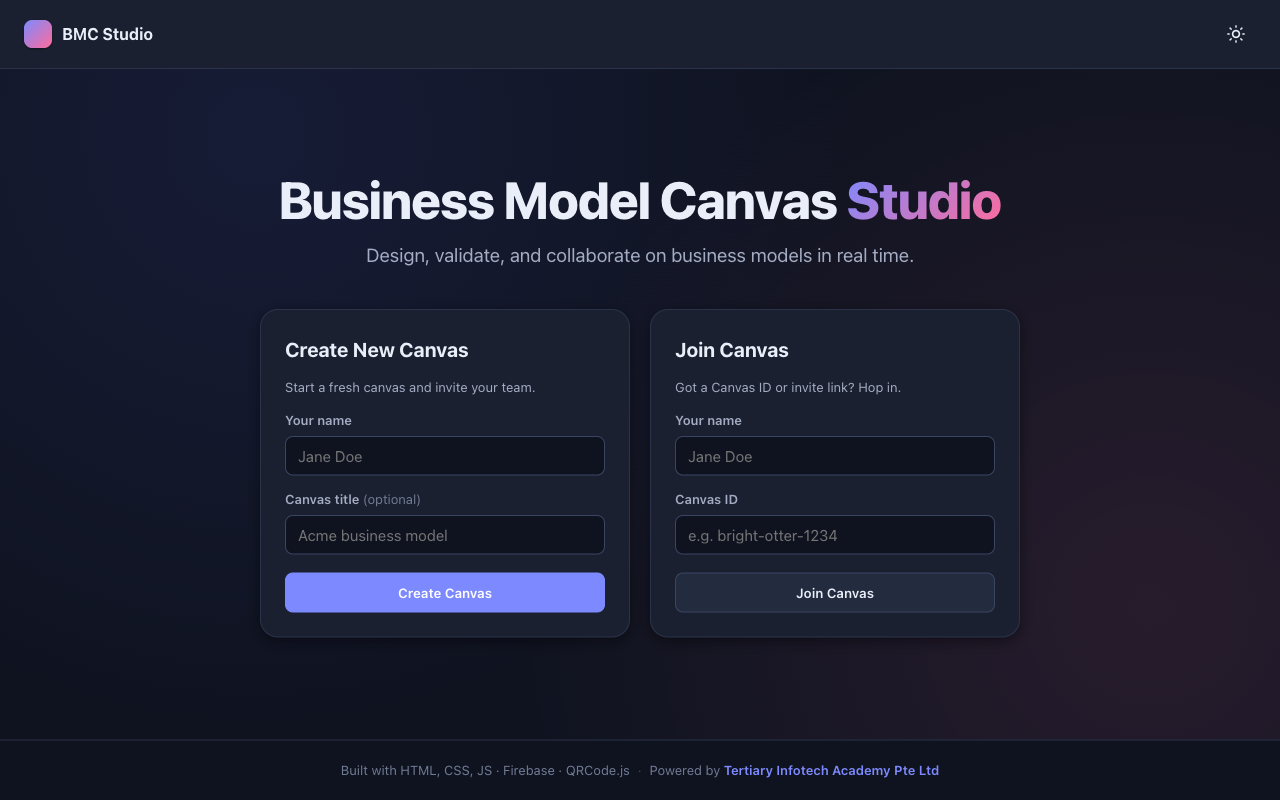 BMC Studio
Business Model Canvas Studio
Design, validate, and collaborate on business models in real time.
Create New Canvas
Start a fresh canvas and invite your team.
Your name
Jane Doe
Canvas title (optional)
Acme business model
Create Canvas
Join Canvas
Got a Canvas ID or invite link? Hop in.
Your name
Jane Doe
Canvas ID
e.g. bright-otter-1234
Join Canvas
Built with HTML, CSS, JS · Firebase · QRCode.js · Powered by Tertiary Infotech Academy Pte Ltd